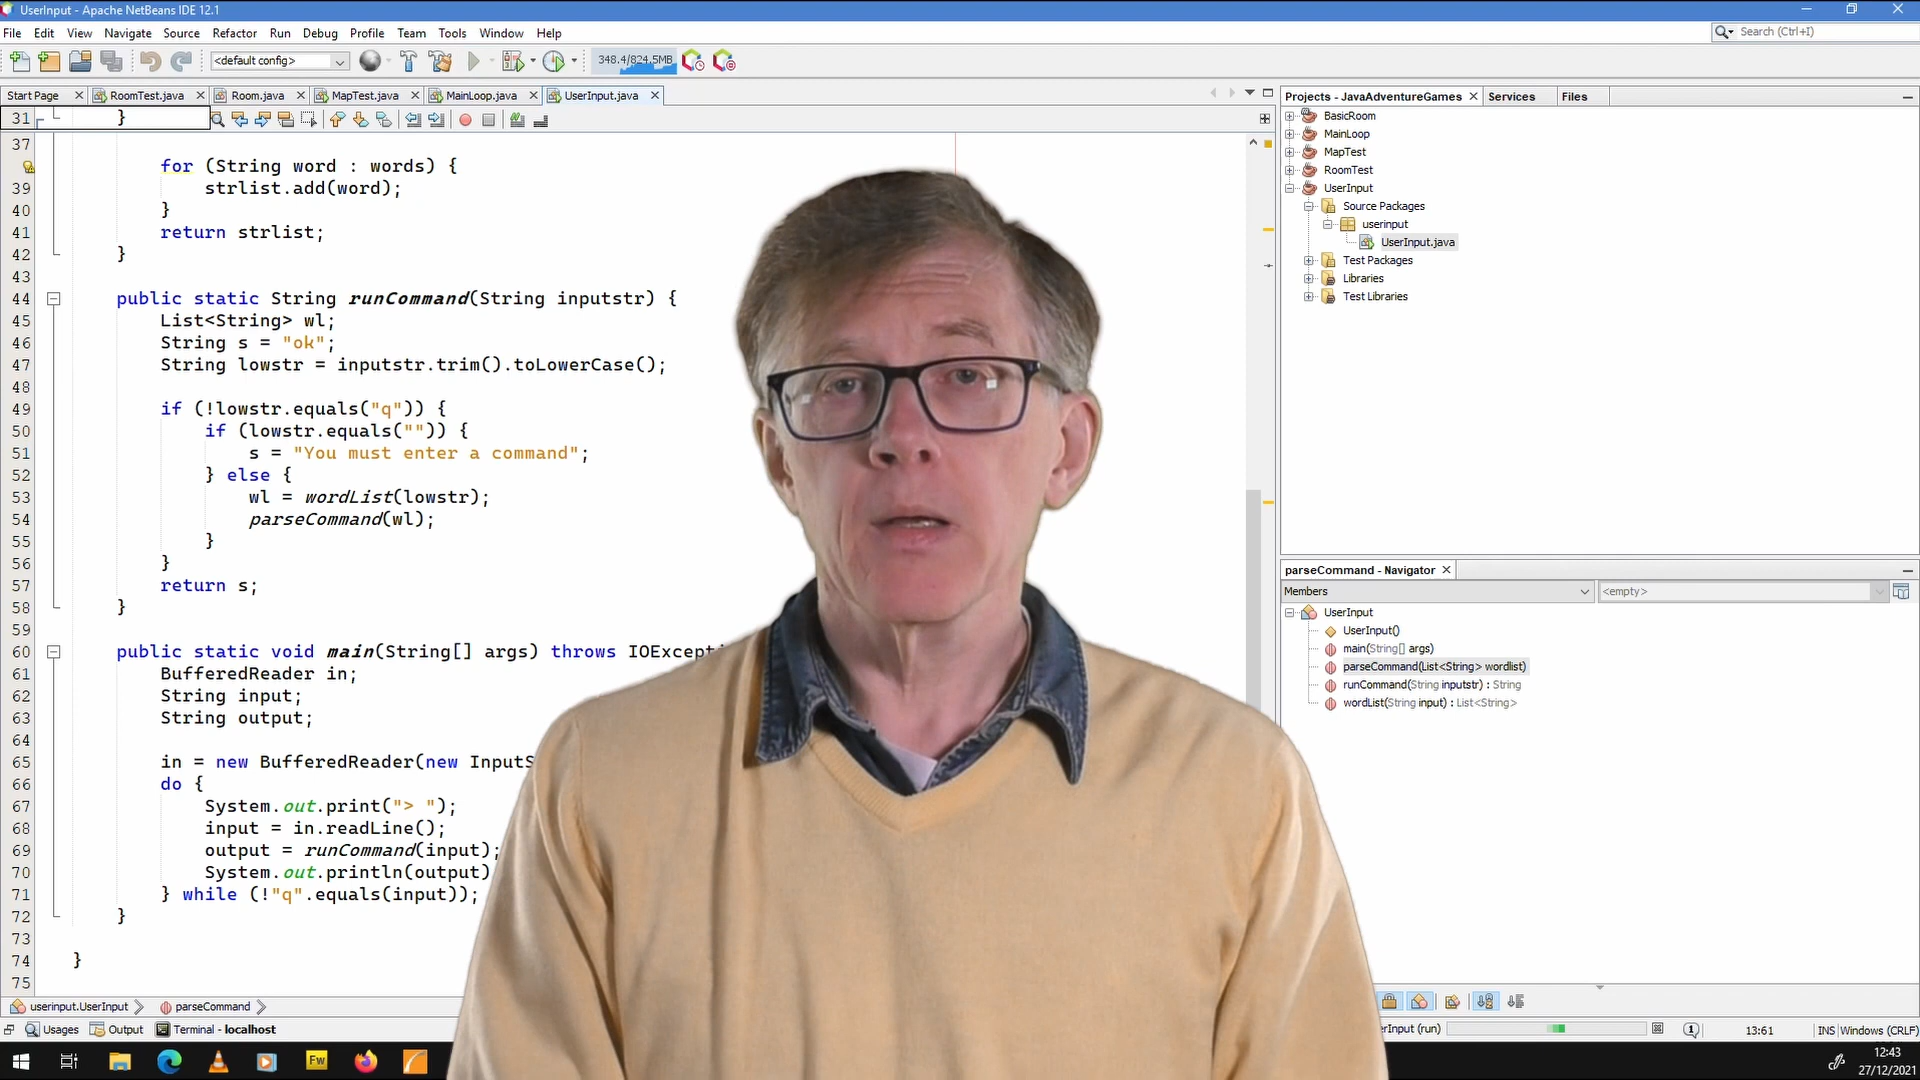 UserInput - Apache NetBeans IDE 12.1
File Edit View Navigate Source Refactor Run Debug Profile Team Tools Window Help
Search (Ctrl+I)
<default config>
348.4/824.5MB
Start Page RoomTest.java Room.java MapTest.java MainLoop.java UserInput.java
31 }
37
for (String word : words) {
39 strlist.add(word);
40 }
41 return strlist;
42 }
43
44 public static String runCommand(String inputstr) {
45 List<String> wl;
46 String s = "ok";
47 String lowstr = inputstr.trim().toLowerCase();
48
49 if (!lowstr.equals("q")) {
50 if (lowstr.equals("")) {
51 s = "You must enter a command";
52 } else {
53 wl = wordList(lowstr);
54 parseCommand(wl);
55 }
56 }
57 return s;
58 }
59
60 public static void main(String[] args) throws IOExcepti
61 BufferedReader in;
62 String input;
63 String output;
64
65 in = new BufferedReader(new InputS
66 do {
67 System.out.print("> ");
68 input = in.readLine();
69 output = runCommand(input);
70 System.out.println(output)
71 } while (!"q".equals(input));
72 }
73
74 }
75
userinput.UserInput parseCommand
Usages Output Terminal - localhost
Projects - JavaAdventureGames Services Files
BasicRoom
MainLoop
MapTest
RoomTest
UserInput
Source Packages
userinput
UserInput.java
Test Packages
Libraries
Test Libraries
parseCommand - Navigator
Members <empty>
UserInput
UserInput()
main(String[] args)
parseCommand(List<String> wordlist)
runCommand(String inputstr) : String
wordList(String input) : List<String>
erInput (run) 13:61 INS Windows (CRLF)
Fw
12:43
27/12/2021